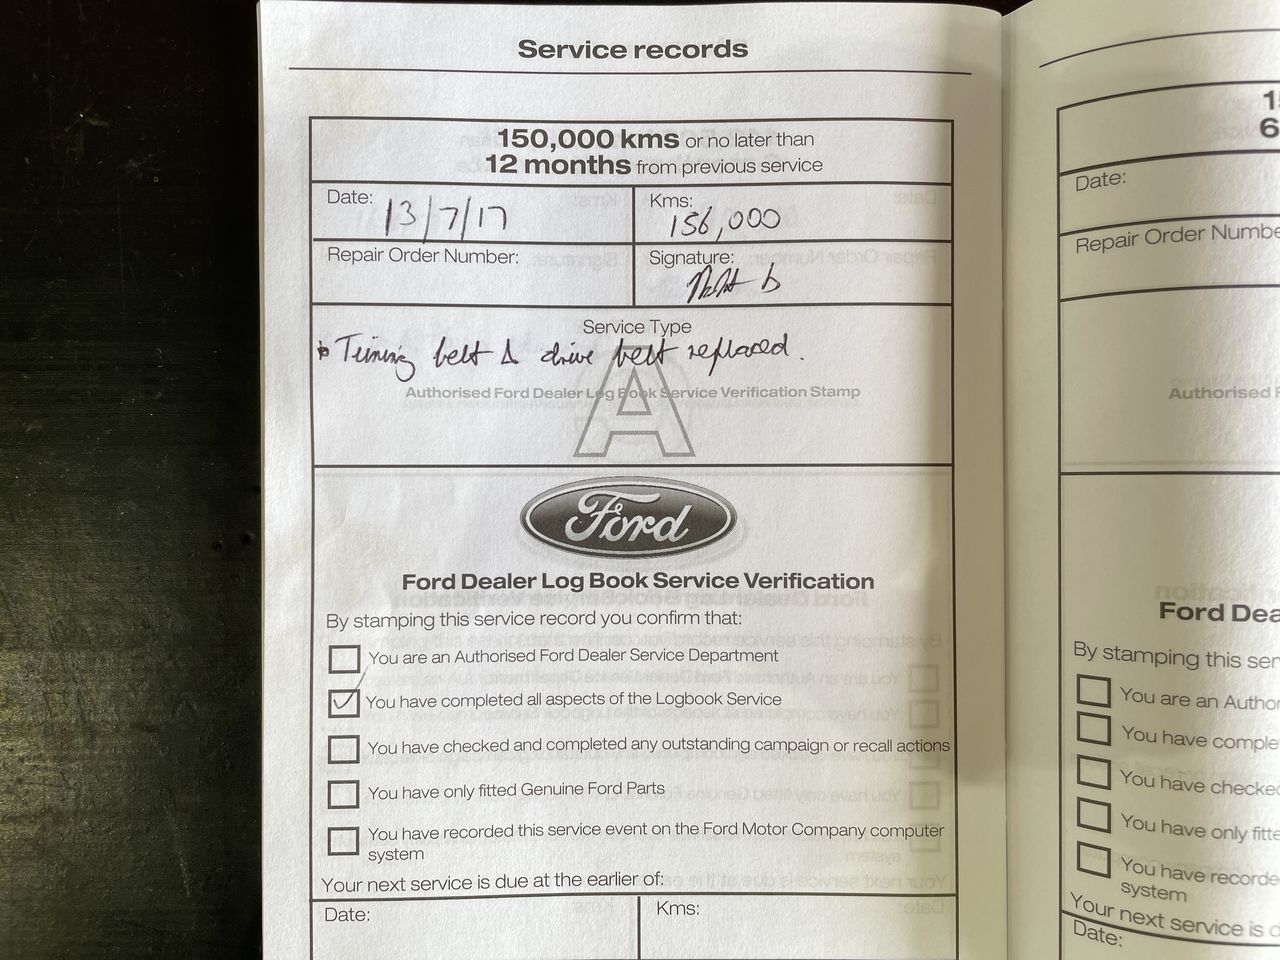 Service records
150,000 kms or no later than
12 months from previous service
Date: 13/7/17
Kms: 156,000
Repair Order Number:
Signature:
Service Type
Timing belt & drive belt replaced.
Authorised Ford Dealer Log Book Service Verification Stamp
A
Ford
Ford Dealer Log Book Service Verification
By stamping this service record you confirm that:
You are an Authorised Ford Dealer Service Department
You have completed all aspects of the Logbook Service
You have checked and completed any outstanding campaign or recall actions
You have only fitted Genuine Ford Parts
You have recorded this service event on the Ford Motor Company computer
system
Your next service is due at the earlier of:
Date:
Kms:
Date:
Repair Order Numbe
Authorised F
Ford Dea
By stamping this ser
You are an Author
You have comple
You have checked
You have only fitte
You have recorde
system
Your next service is d
Date: